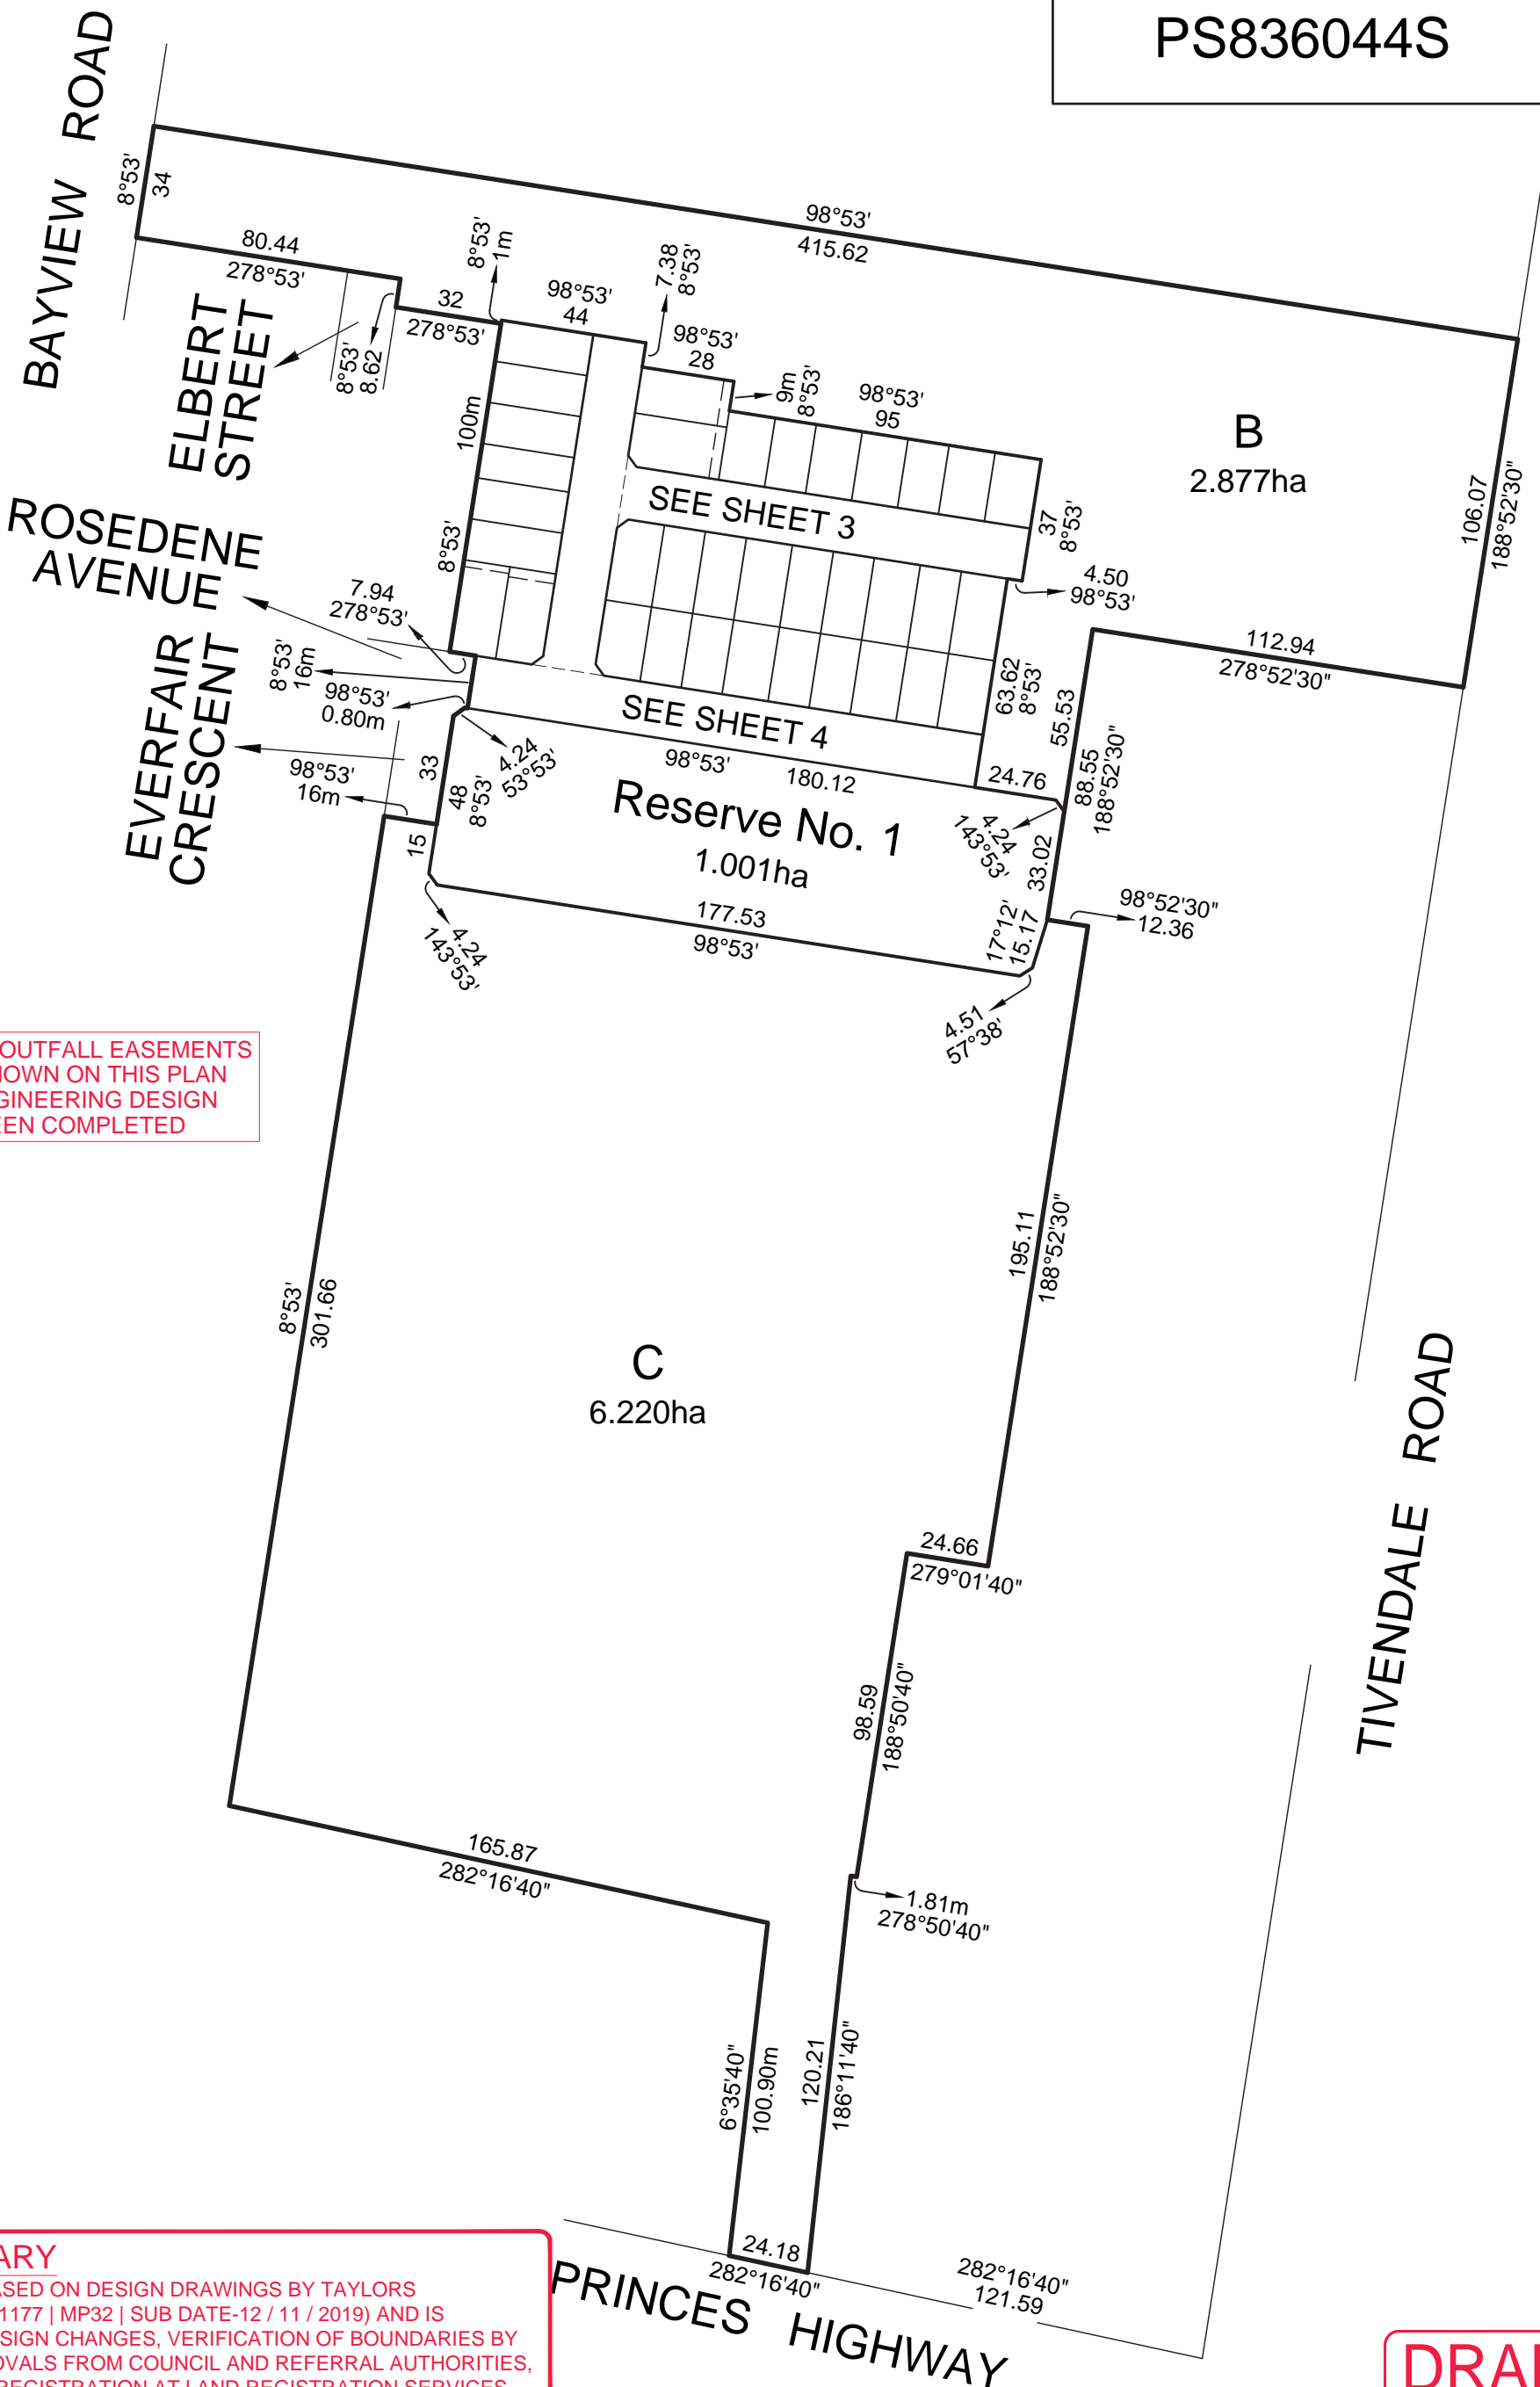 PS836044S
BAYVIEW ROAD
8°53'
34
98°53'
415.62
80.44
278°53'
8°53'
1m
32
278°53'
98°53'
44
7.38
8°53'
98°53'
28
9m
8°53'
98°53'
95
ELBERT
STREET
8°53'
8.62
100m
8°53'
B
2.877ha
106.07
188°52'30"
SEE SHEET 3
37
8°53'
4.50
98°53'
ROSEDENE
AVENUE
7.94
278°53'
112.94
278°52'30"
8°53'
16m
98°53'
0.80m
EVERFAIR
CRESCENT
63.62
8°53'
55.53
88.55
188°52'30"
SEE SHEET 4
4.24
53°53'
98°53'
180.12
24.76
98°53'
16m
33
48
8°53'
Reserve No. 1
1.001ha
4.24
143°53'
33.02
15
177.53
98°53'
17°12'
15.17
98°52'30"
12.36
4.24
143°53'
4.51
57°38'
OUTFALL EASEMENTS
OWN ON THIS PLAN
GINEERING DESIGN
EEN COMPLETED
195.11
188°52'30"
8°53'
301.66
C
6.220ha
TIVENDALE ROAD
24.66
279°01'40"
98.59
188°50'40"
165.87
282°16'40"
1.81m
278°50'40"
6°35'40"
100.90m
120.21
186°11'40"
24.18
282°16'40"
282°16'40"
121.59
PRINCES HIGHWAY
ARY
ASED ON DESIGN DRAWINGS BY TAYLORS
1177 | MP32 | SUB DATE-12 / 11 / 2019) AND IS
SIGN CHANGES, VERIFICATION OF BOUNDARIES BY
OVALS FROM COUNCIL AND REFERRAL AUTHORITIES,
REGISTRATION AT LAND REGISTRATION SERVICES
DRA